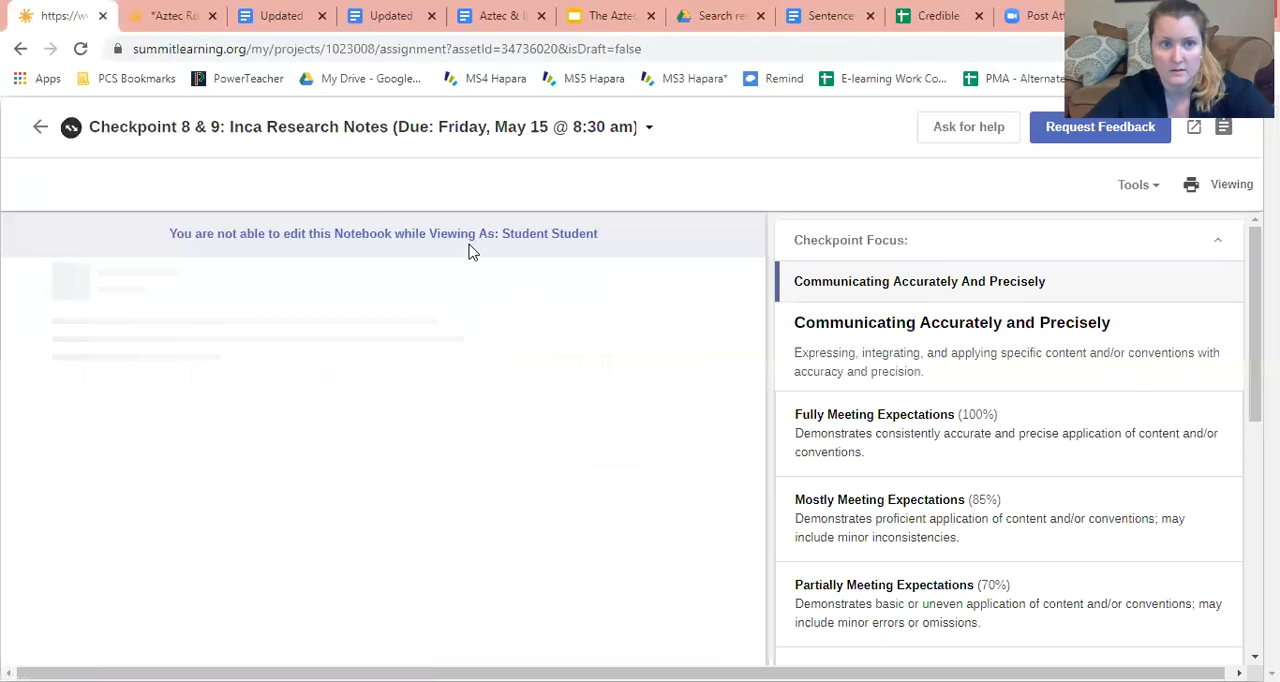 https://w
*Aztec Re
Updated
Updated
Aztec & I
The Aztec
Search re
Sentence
Credible
Post Att
summitlearning.org/my/projects/1023008/assignment?assetId=34736020&isDraft=false
Apps
PCS Bookmarks
PowerTeacher
My Drive - Google...
MS4 Hapara
MS5 Hapara
MS3 Hapara*
Remind
E-learning Work Co...
PMA - Alternate
Checkpoint 8 & 9: Inca Research Notes (Due: Friday, May 15 @ 8:30 am)
Ask for help
Request Feedback
Tools
Viewing
You are not able to edit this Notebook while Viewing As: Student Student
Checkpoint Focus:
Communicating Accurately And Precisely
Communicating Accurately and Precisely
Expressing, integrating, and applying specific content and/or conventions with
accuracy and precision.
Fully Meeting Expectations (100%)
Demonstrates consistently accurate and precise application of content and/or
conventions.
Mostly Meeting Expectations (85%)
Demonstrates proficient application of content and/or conventions; may
include minor inconsistencies.
Partially Meeting Expectations (70%)
Demonstrates basic or uneven application of content and/or conventions; may
include minor errors or omissions.